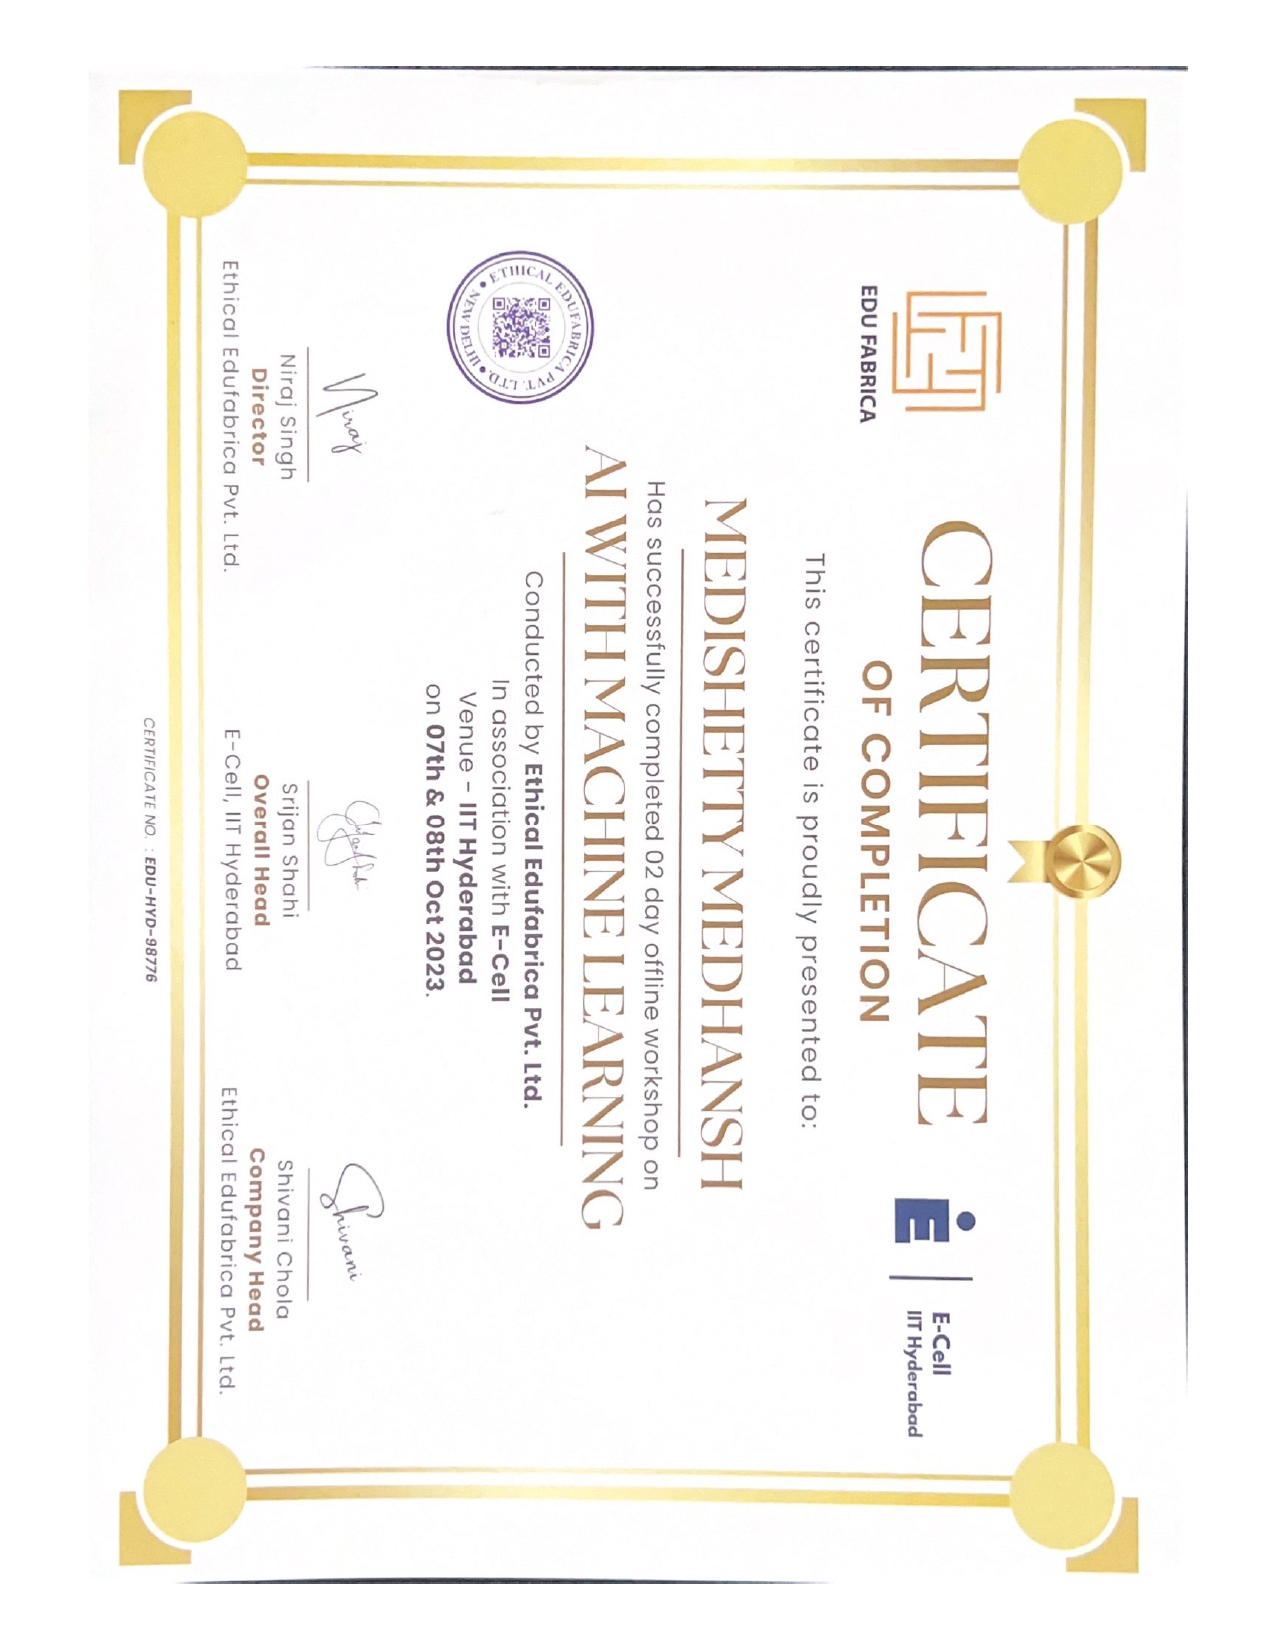 CERTIFICATE
OF COMPLETION
EDU FABRICA
E-Cell
IIT Hyderabad
This certificate is proudly presented to:
MEDISHETTY MEDHANSH
Has successfully completed 02 day offline workshop on
AI WITH MACHINE LEARNING
Conducted by Ethical Edufabrica Pvt. Ltd.
In association with E-Cell
Venue - IIT Hyderabad
on 07th & 08th Oct 2023.
ETHICAL EDUFABRICA PVT. LTD.
NEW DELHI
Niraj
Shivani
Niraj Singh
Director
Ethical Edufabrica Pvt. Ltd.
Srijan Shahi
Overall Head
E-Cell, IIT Hyderabad
Shivani Chola
Company Head
Ethical Edufabrica Pvt. Ltd.
CERTIFICATE NO. : EDU-HYD-98776